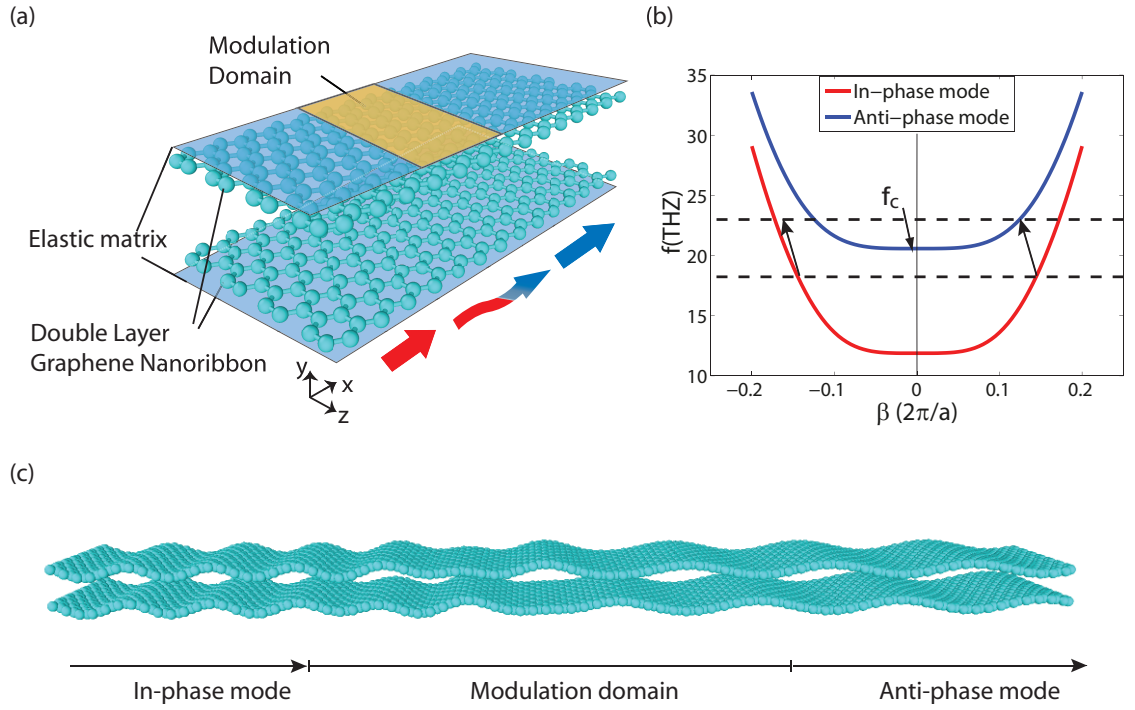 (a)
Modulation
Domain
Elastic matrix
Double Layer
Graphene Nanoribbon
y
x
z
(b)
In−phase mode
Anti−phase mode
f(THZ)
35
30
25
20
15
10
fc
−0.2
−0.1
0
0.1
0.2
β (2π/a)
(c)
In-phase mode
Modulation domain
Anti-phase mode